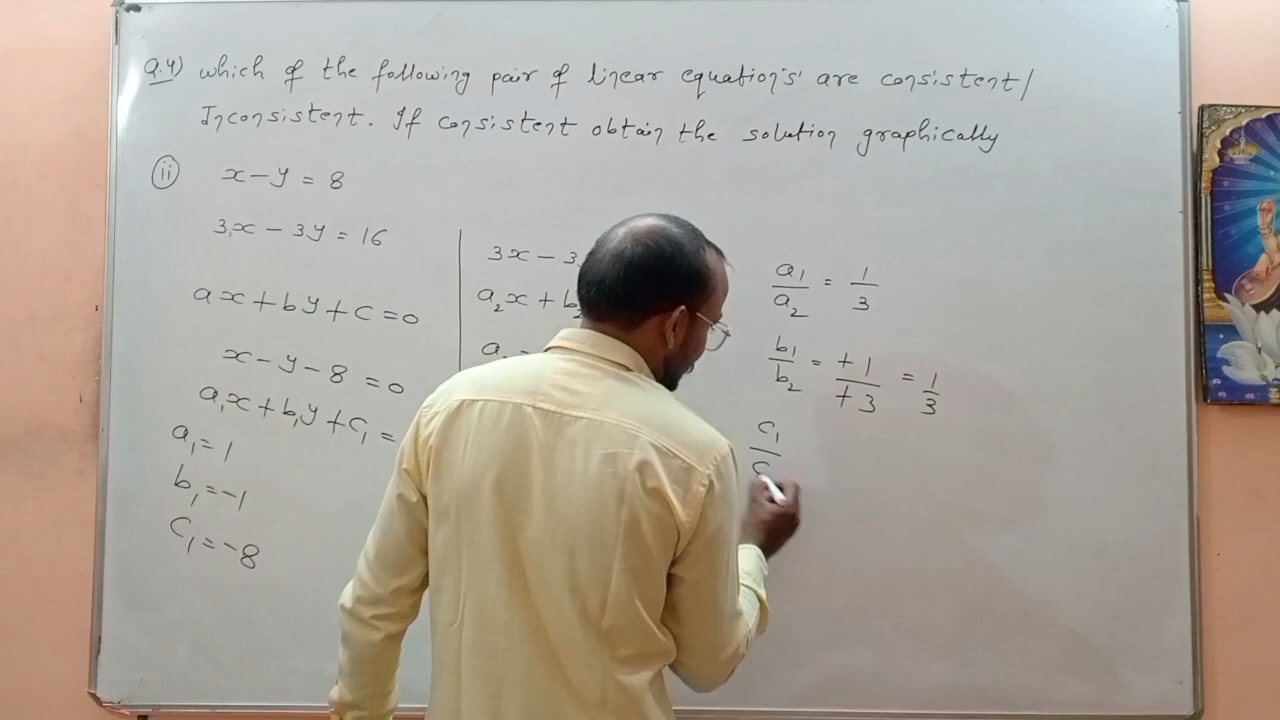 Q.4) which of the following pair of linear equation's' are consistent/
Inconsistent. If consistent obtain the solution graphically
ii x - y = 8
3x - 3y = 16
ax + by + c = 0
x - y - 8 = 0
a₁x + b₁y + c₁ =
a₁ = 1
b₁ = -1
c₁ = -8
3x - 3
a₂x + b₂
a₁/a₂ = 1/3
b₁/b₂ = +1/+3 = 1/3
c₁/c